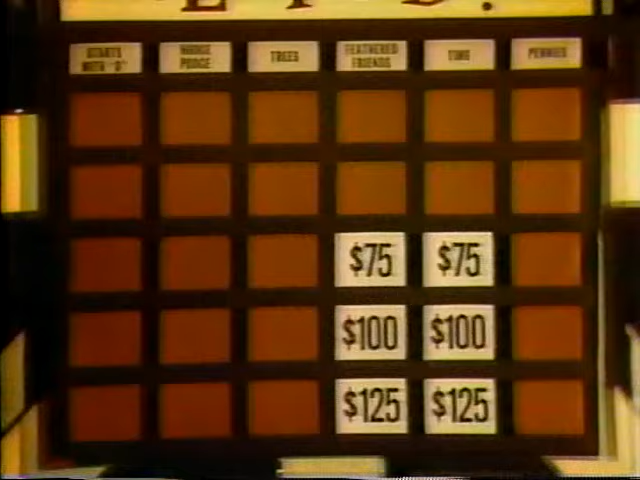 STARTS
WITH "D"
HODGE
PODGE
TREES
FEATHERED
FRIENDS
TIME
PENNIES
$75 $75
$100 $100
$125 $125